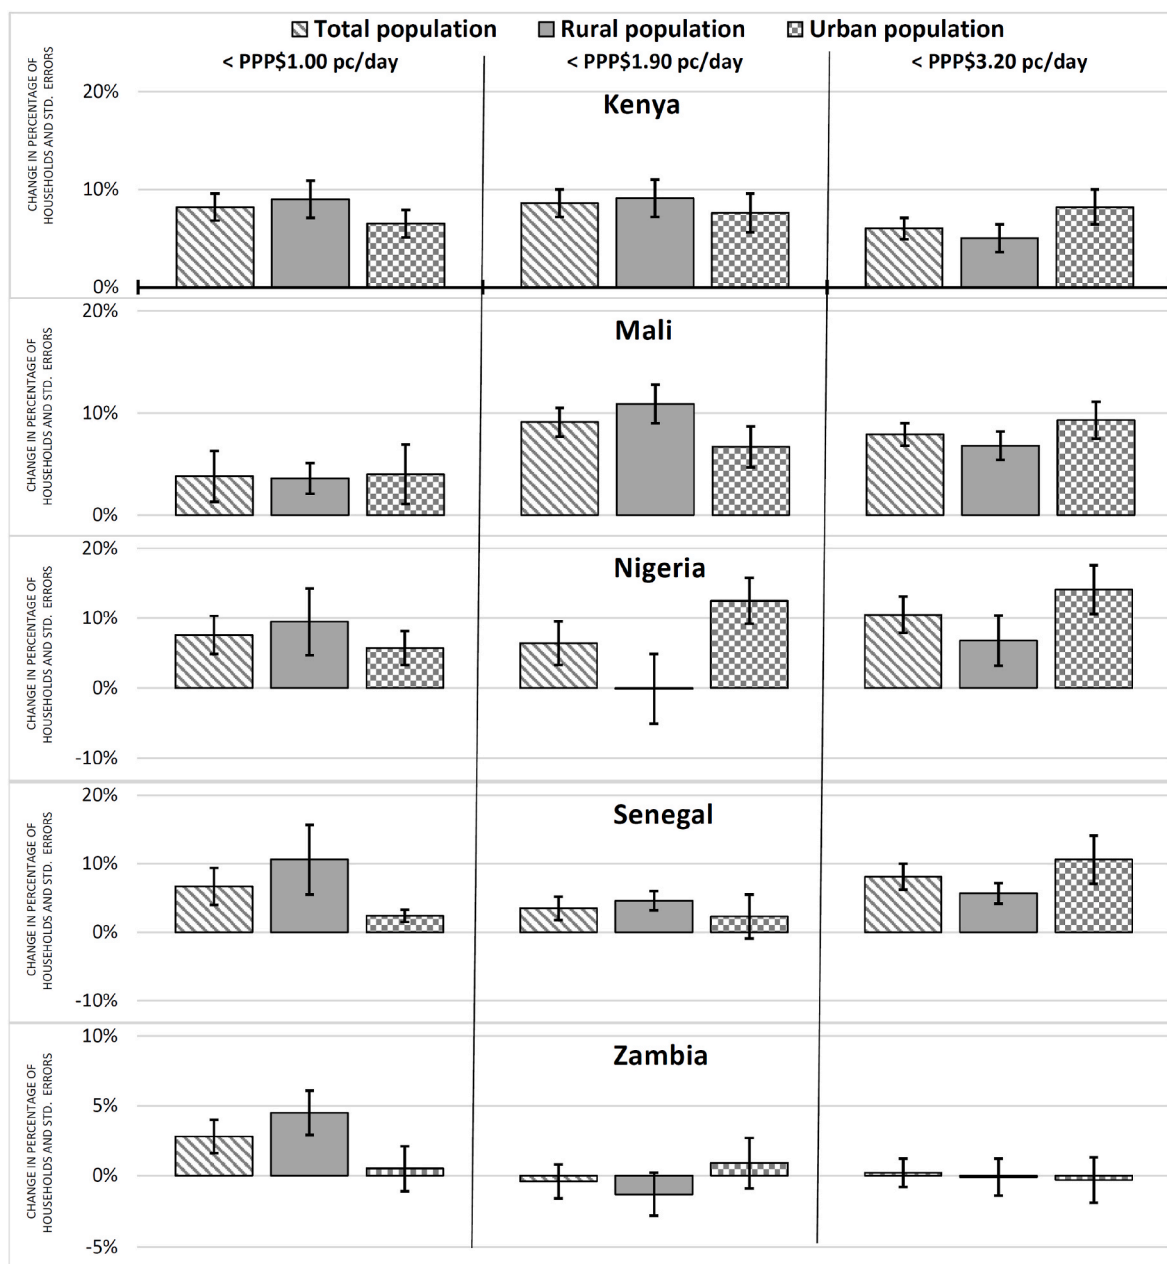 Total population Rural population Urban population
< PPP$1.00 pc/day < PPP$1.90 pc/day < PPP$3.20 pc/day
CHANGE IN PERCENTAGE OF
HOUSEHOLDS AND STD. ERRORS
Kenya
20%
10%
0%
CHANGE IN PERCENTAGE OF
HOUSEHOLDS AND STD. ERRORS
Mali
20%
10%
0%
CHANGE IN PERCENTAGE OF
HOUSEHOLDS AND STD. ERRORS
Nigeria
20%
10%
0%
-10%
CHANGE IN PERCENTAGE OF
HOUSEHOLDS AND STD. ERRORS
Senegal
20%
10%
0%
-10%
CHANGE IN PERCENTAGE OF
HOUSEHOLDS AND STD. ERRORS
Zambia
10%
5%
0%
-5%